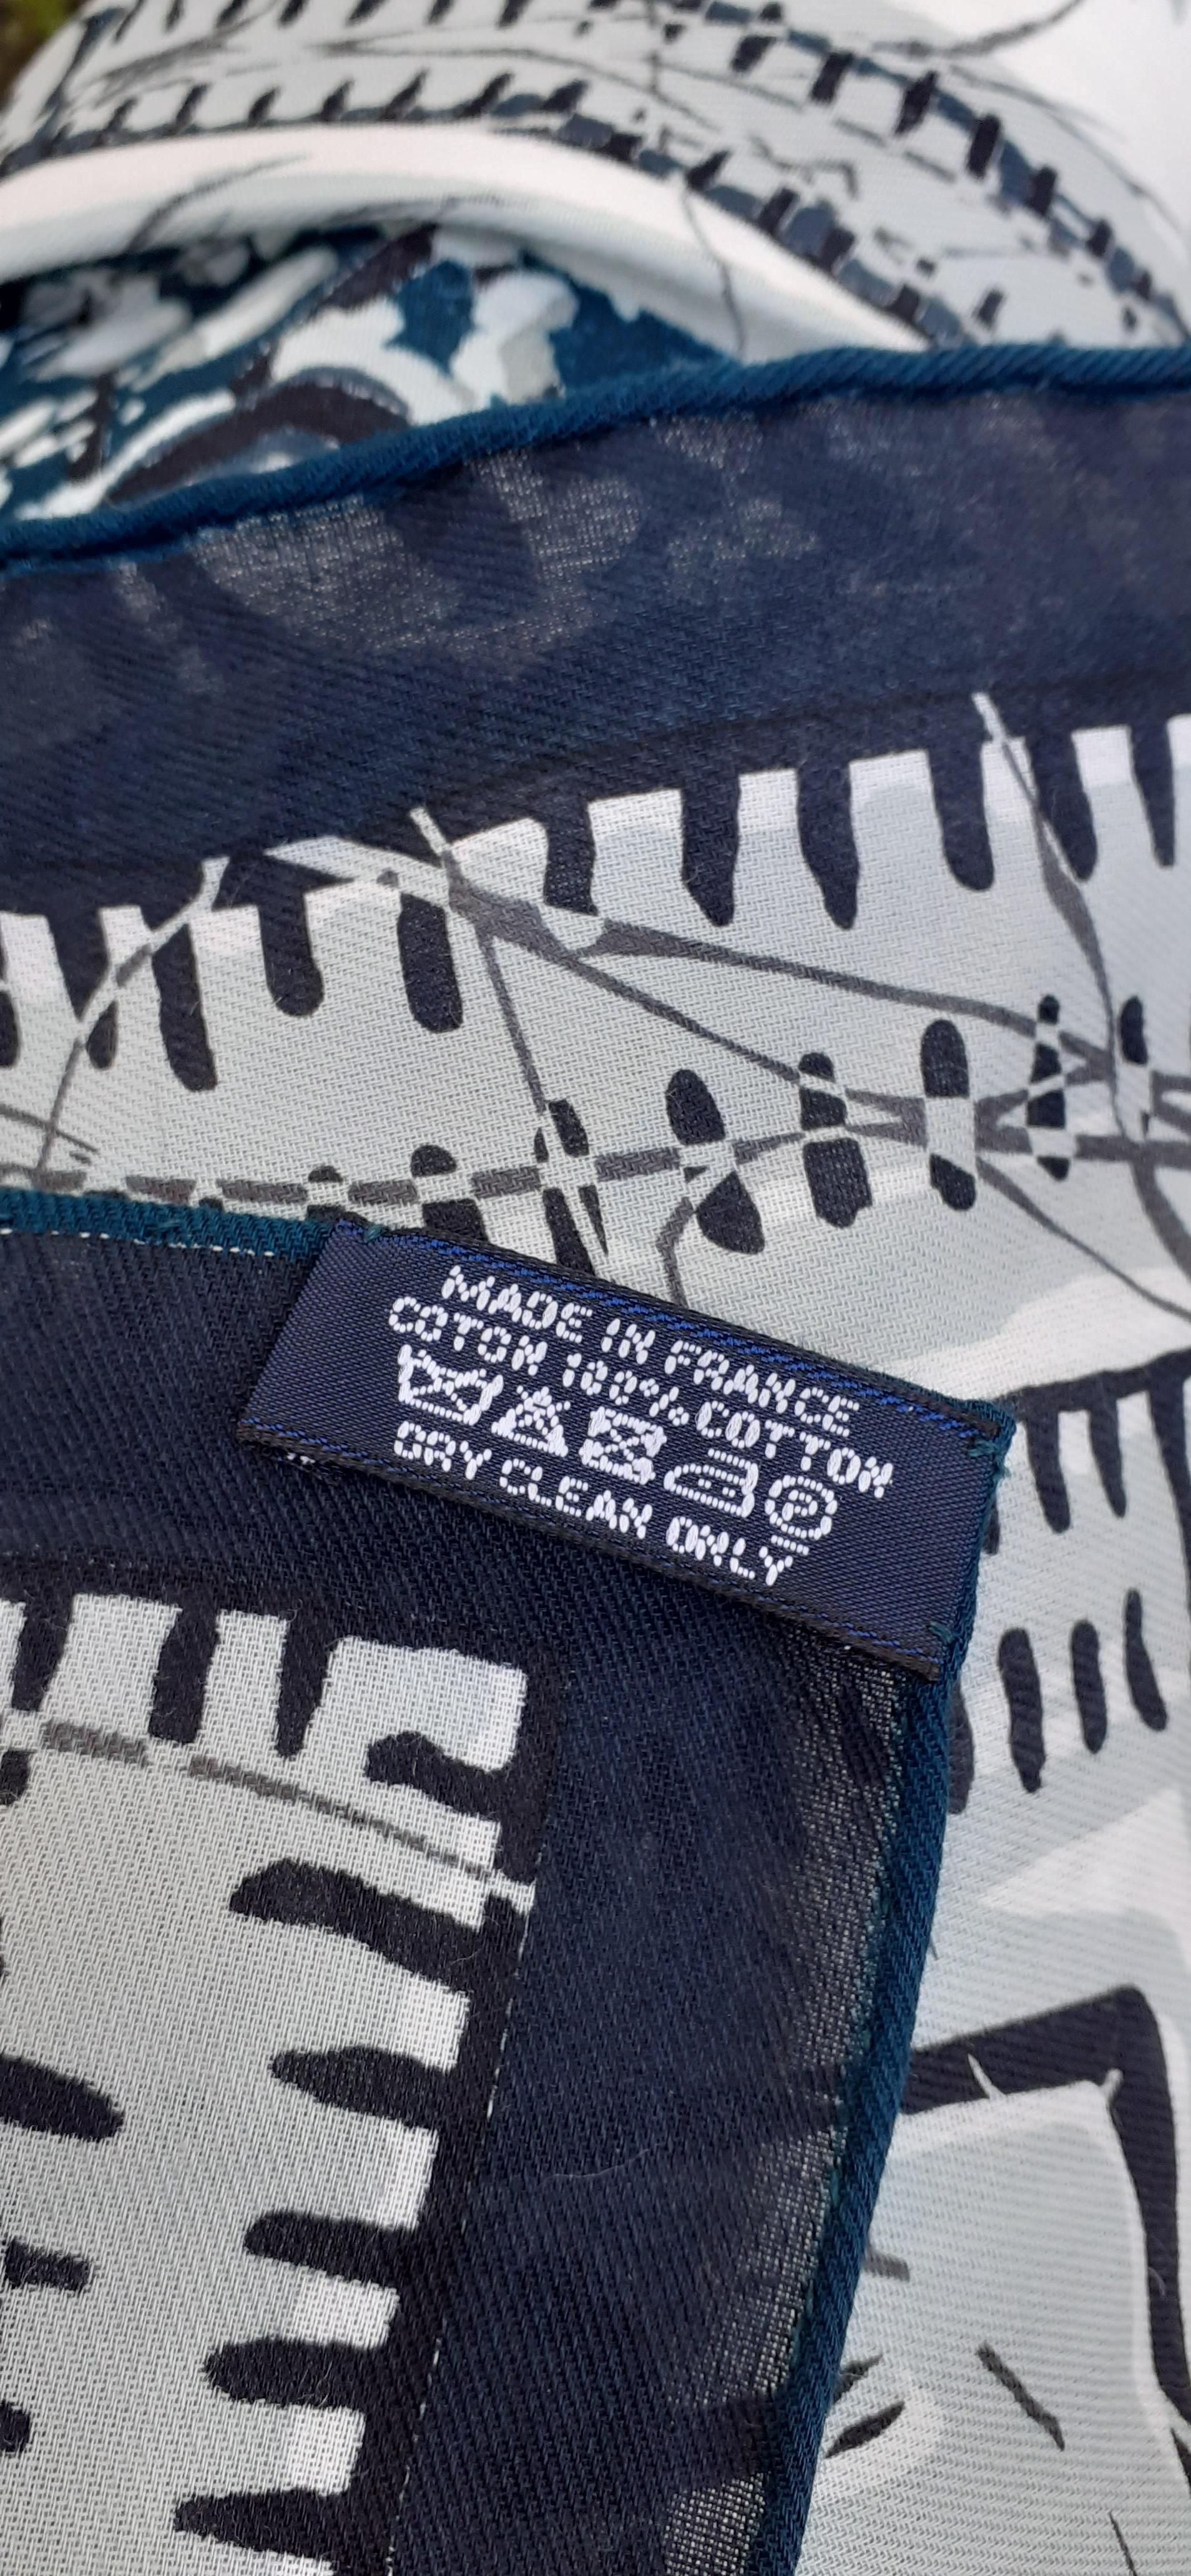 MADE IN FRANCE
COTON 100% COTTON
P
DRY CLEAN ONLY